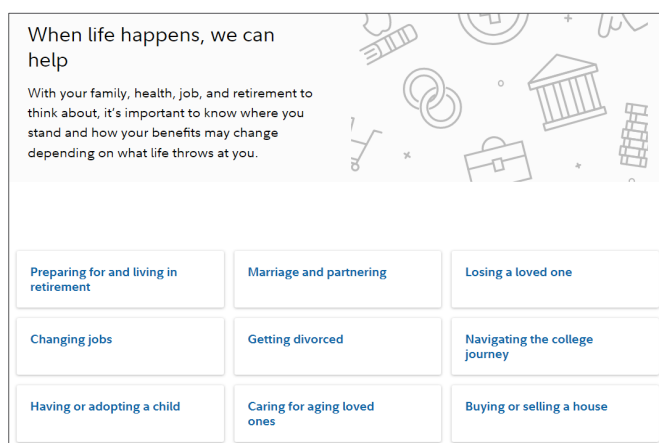 When life happens, we can
help
With your family, health, job, and retirement to
think about, it's important to know where you
stand and how your benefits may change
depending on what life throws at you.
Preparing for and living in
retirement
Marriage and partnering
Losing a loved one
Changing jobs
Getting divorced
Navigating the college
journey
Having or adopting a child
Caring for aging loved
ones
Buying or selling a house